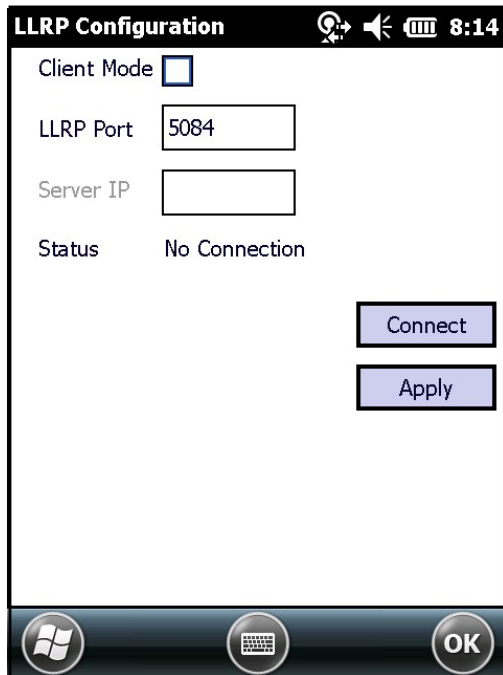 LLRP Configuration 8:14
Client Mode
LLRP Port 5084
Server IP
Status No Connection
Connect
Apply
OK